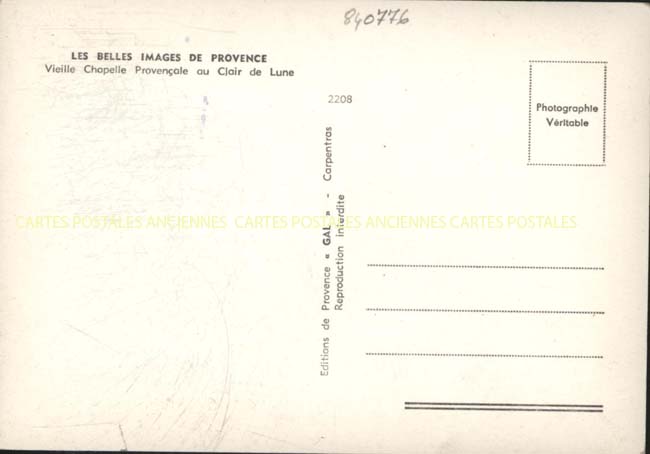 840776
LES BELLES IMAGES DE PROVENCE
Vieille Chapelle Provençale au Clair de Lune
2208
Photographie
Véritable
Editions de Provence « GAL » - Carpentras
Reproduction interdite
CARTES POSTALES ANCIENNES CARTES POSTALES ANCIENNES CARTES POSTALES